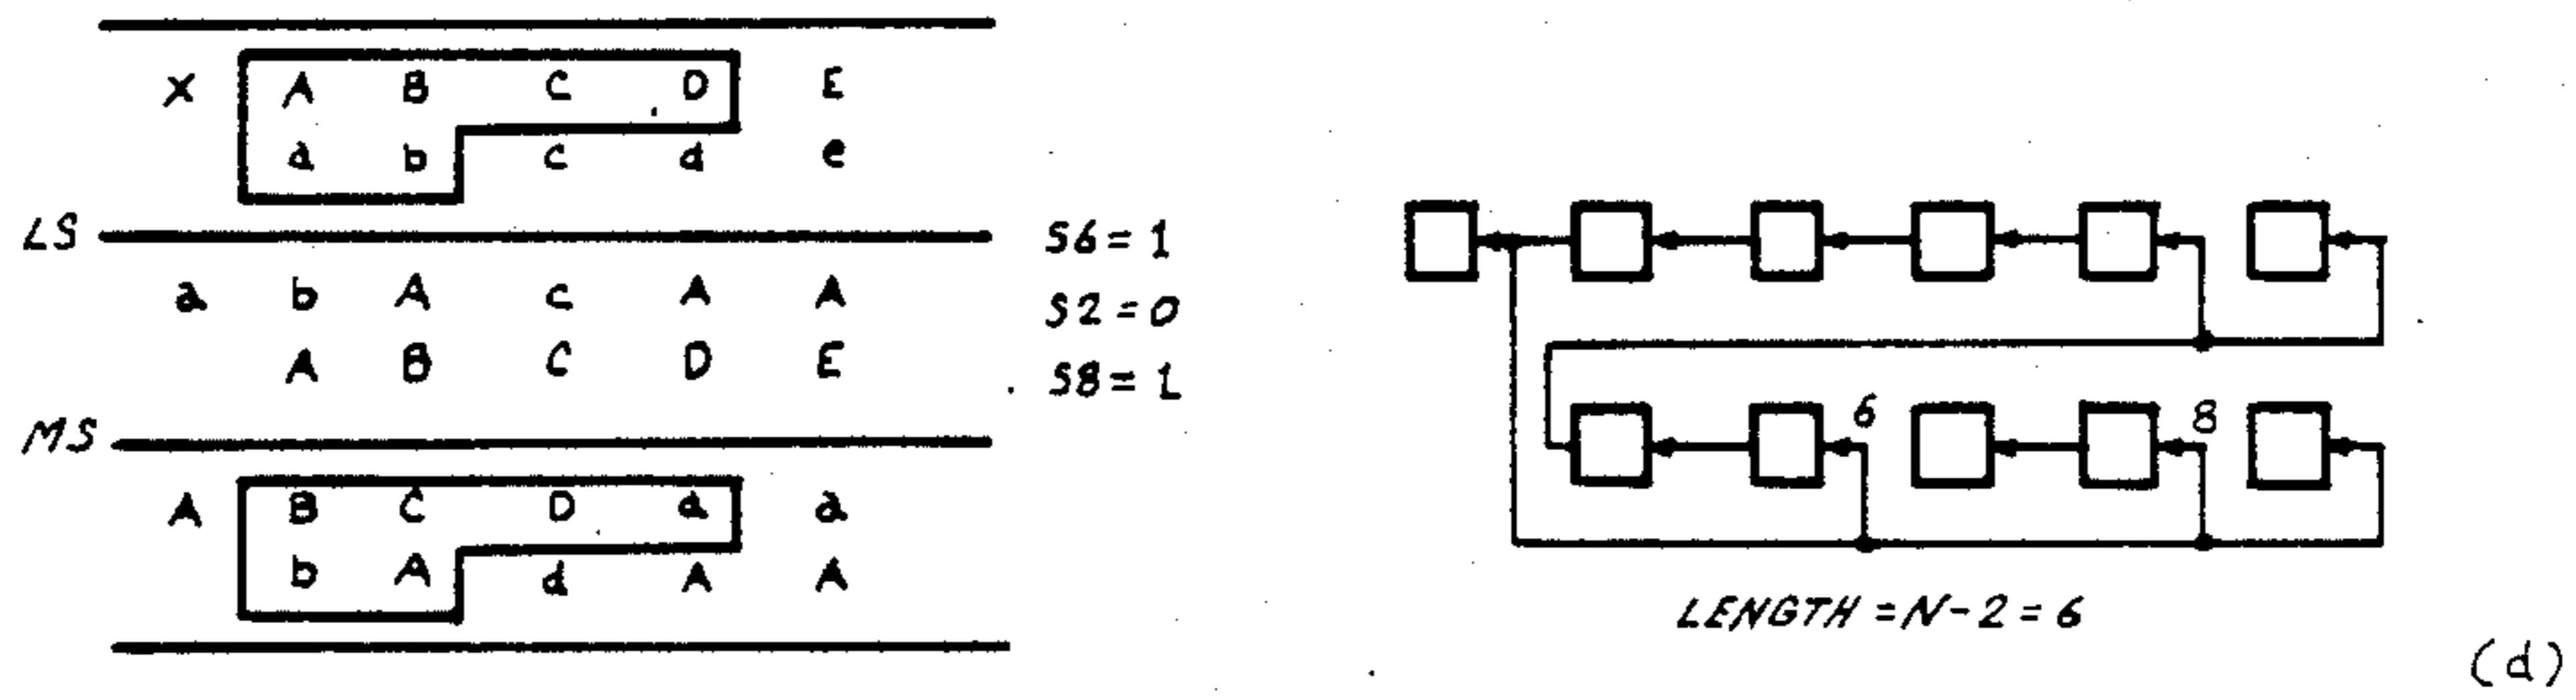 X A B C D E
a b c d e
LS
a b A c A A
A B C D E
MS
A B C D d a
b A d A A
S6 = 1
S2 = 0
S8 = 1
6
8
LENGTH = N - 2 = 6
(d)